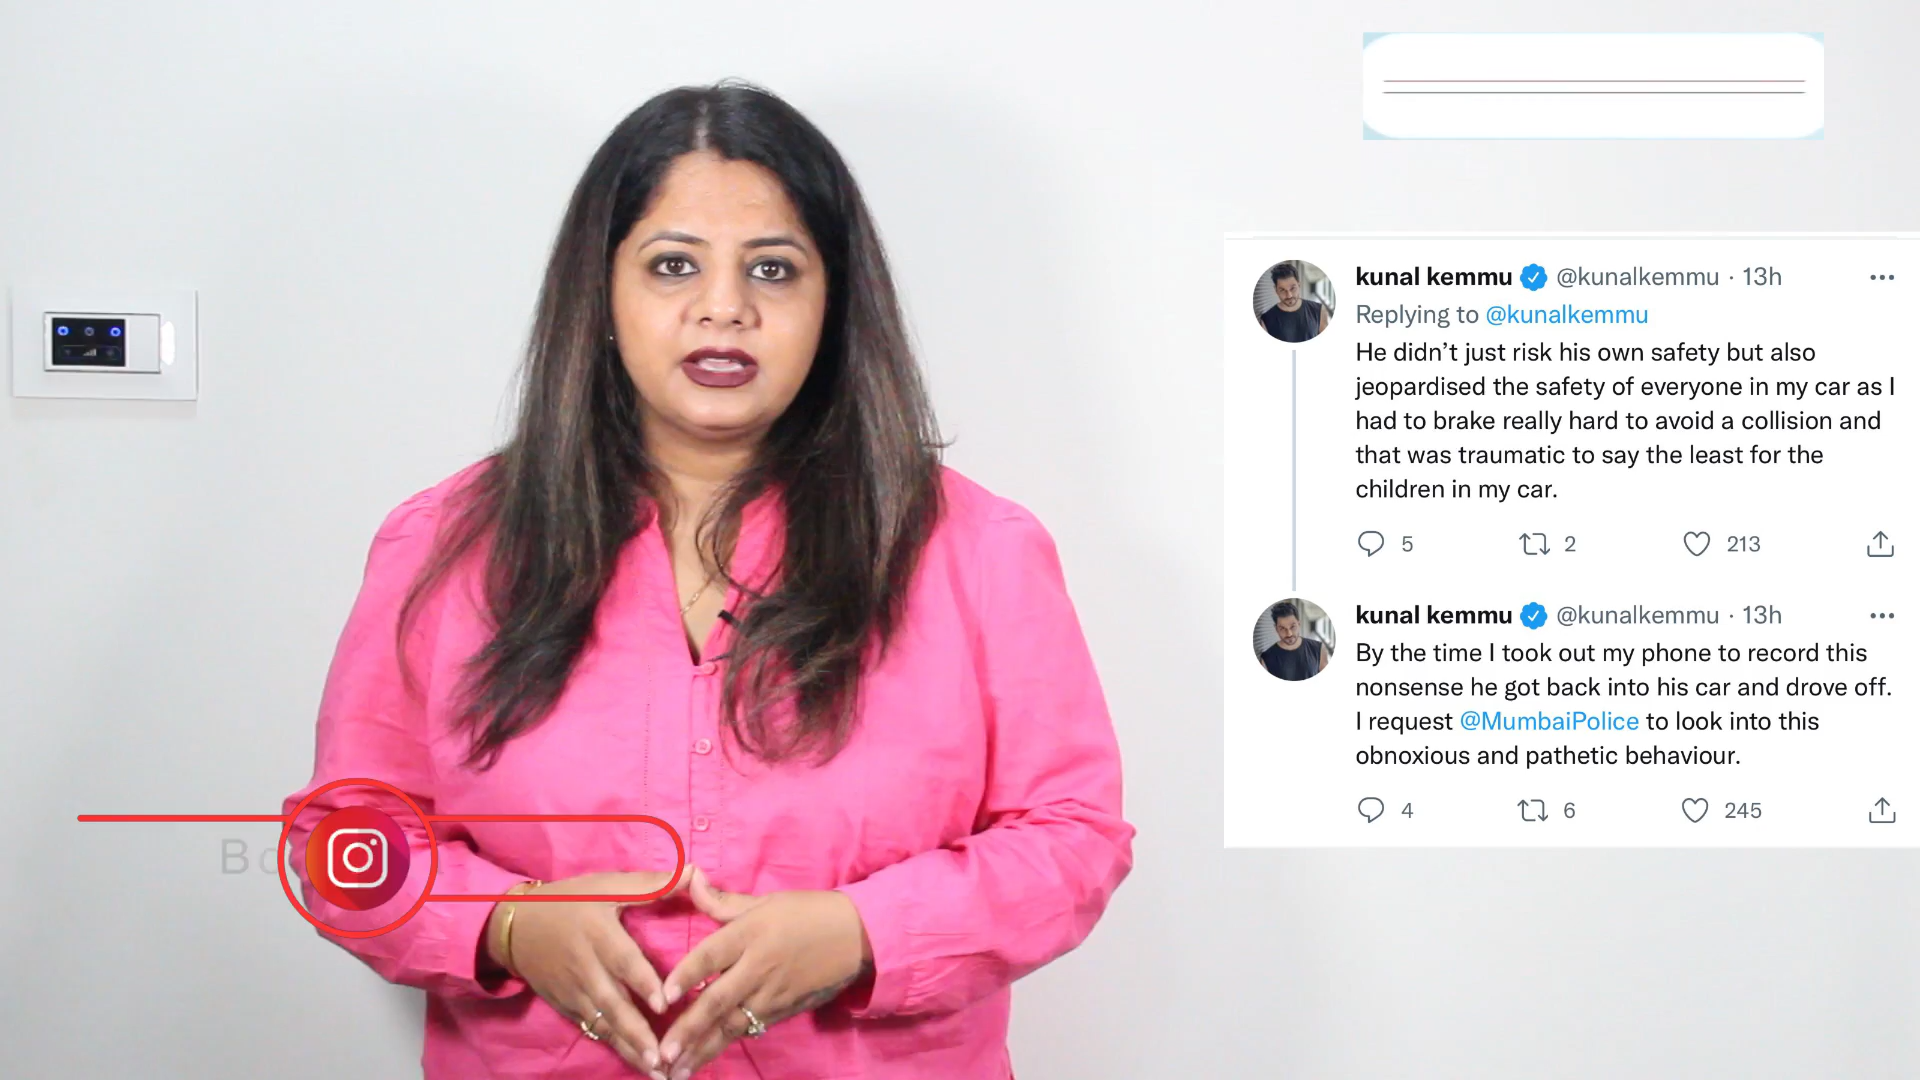 kunal kemmu @kunalkemmu · 13h
Replying to @kunalkemmu
He didn’t just risk his own safety but also
jeopardised the safety of everyone in my car as I
had to brake really hard to avoid a collision and
that was traumatic to say the least for the
children in my car.
5 2 213
kunal kemmu @kunalkemmu · 13h
By the time I took out my phone to record this
nonsense he got back into his car and drove off.
I request @MumbaiPolice to look into this
obnoxious and pathetic behaviour.
4 6 245